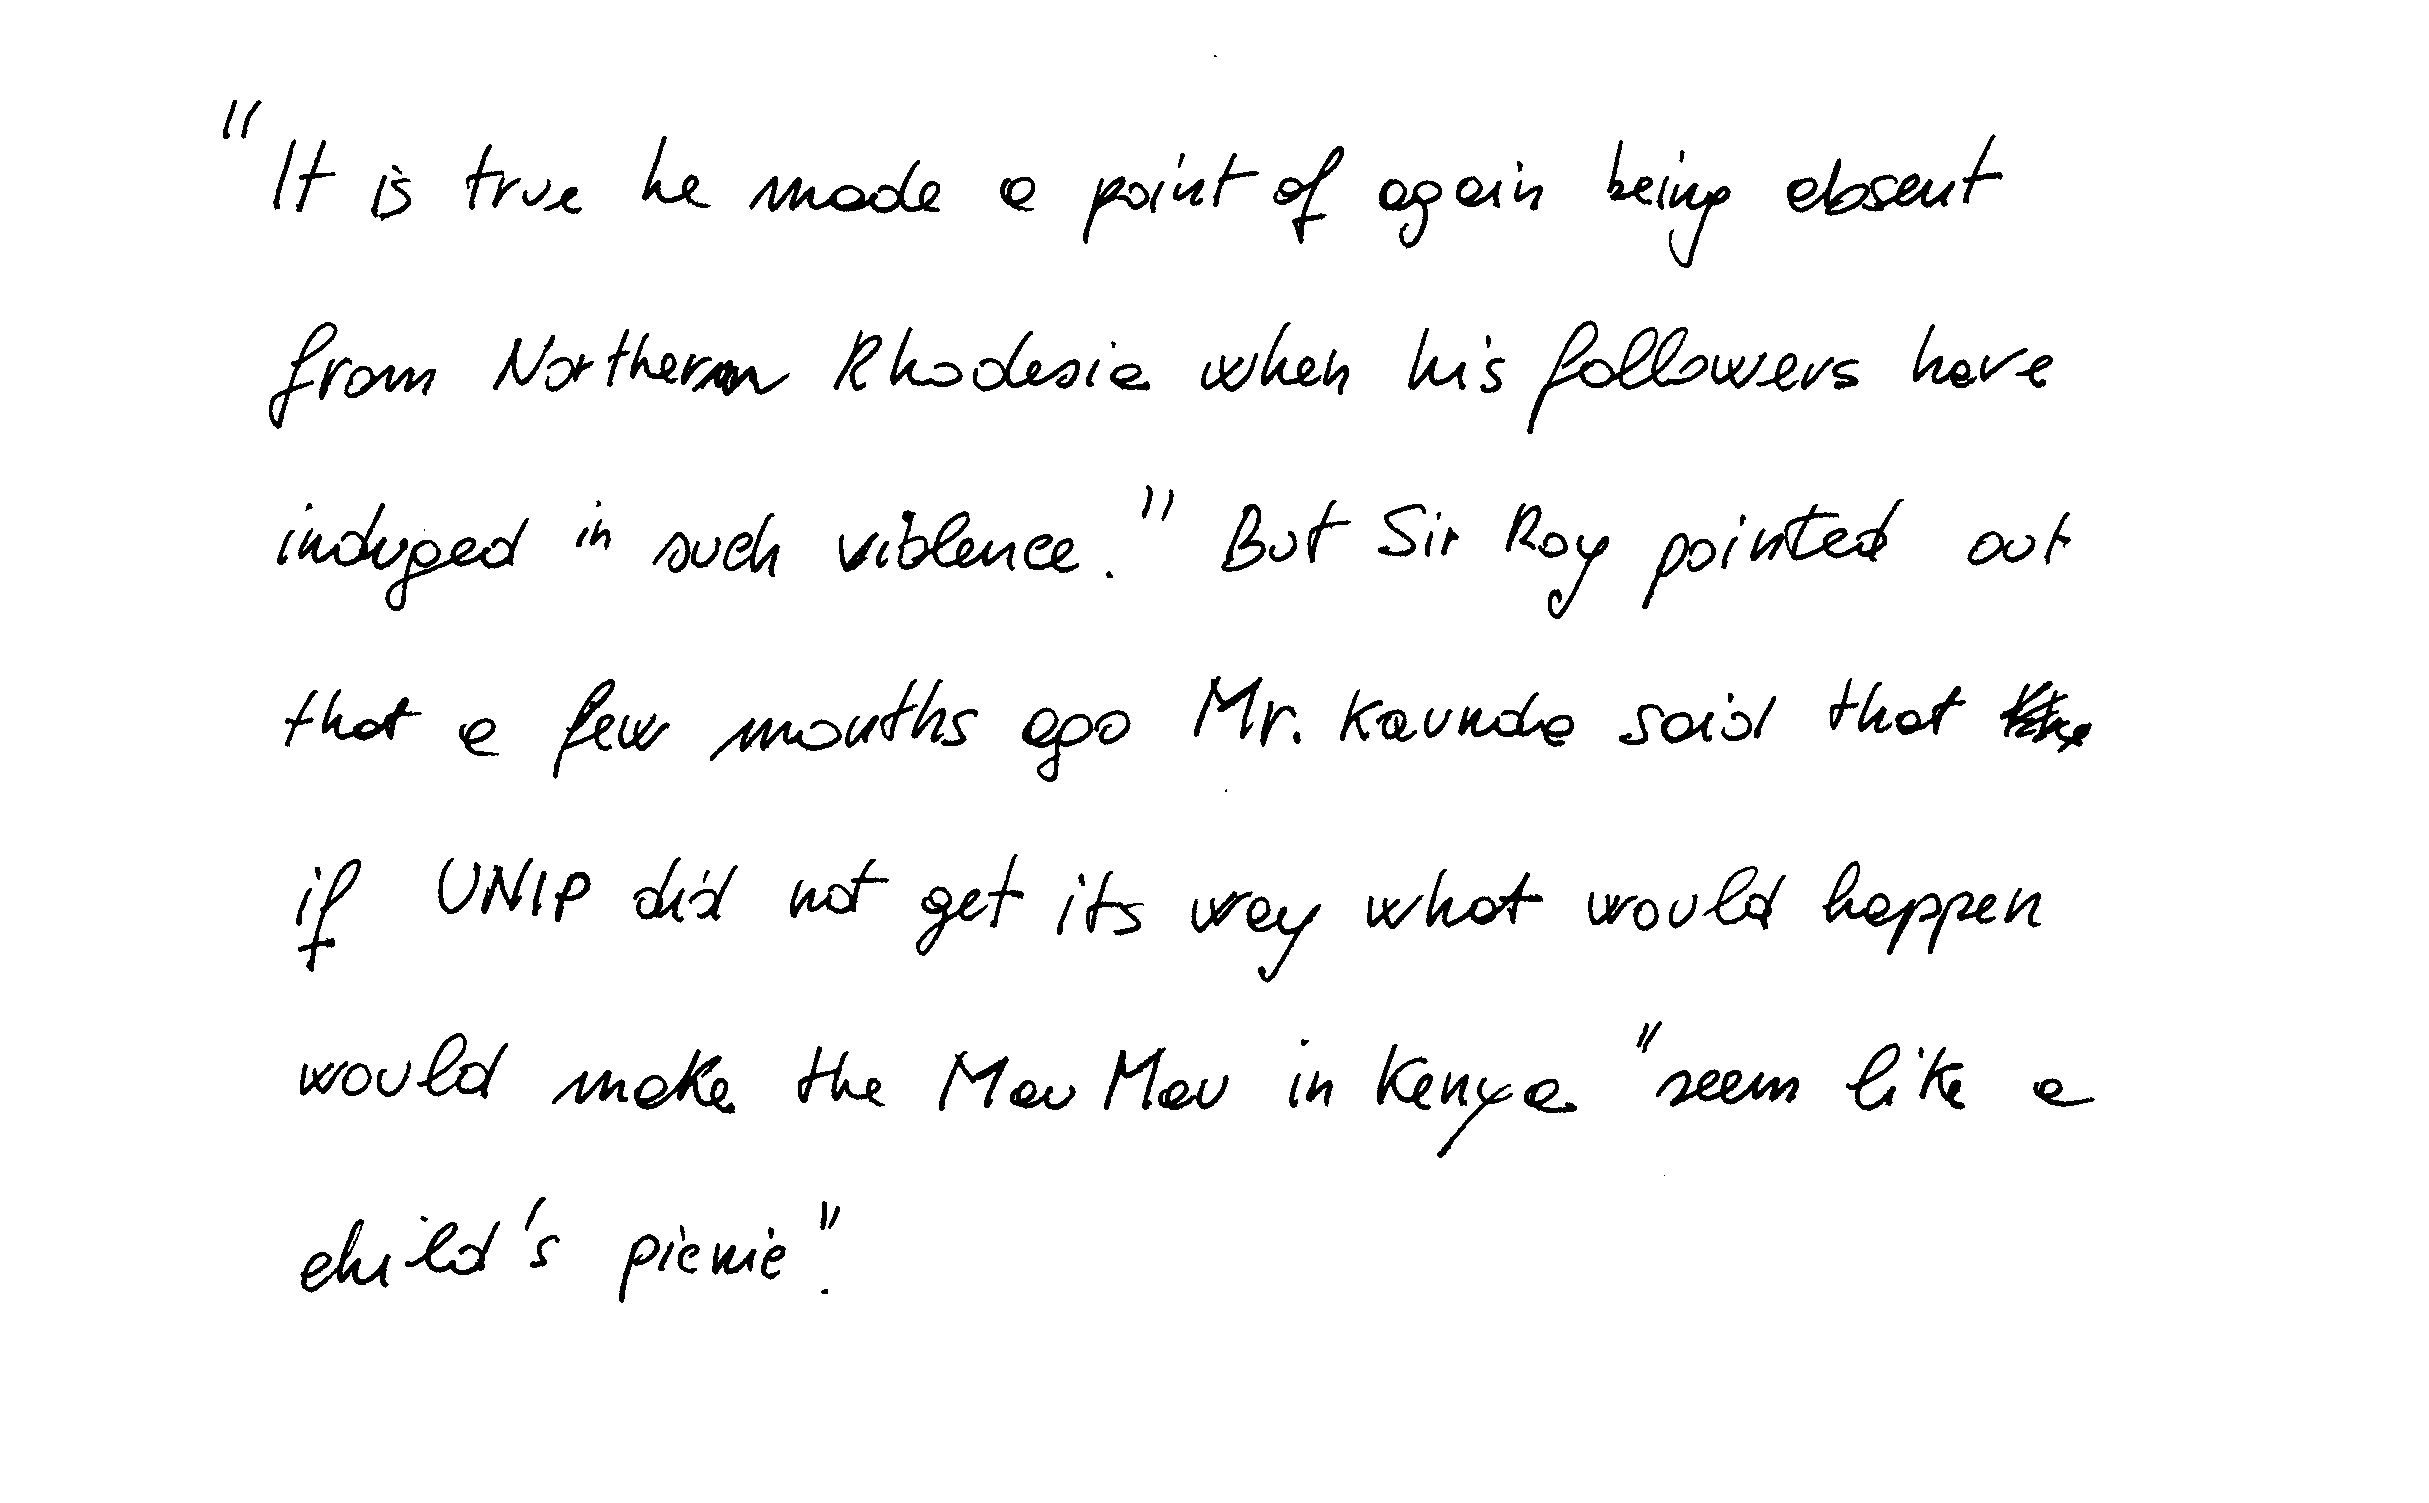 "It is true he made a point of again being absent
from Northern Rhodesia when his followers have
induged in such violence." But Sir Roy pointed out
that a few months ago Mr. Kaunda said that
if UNIP did not get its way what would happen
would make the Mau Mau in Kenya "seem like a
child's picnic".